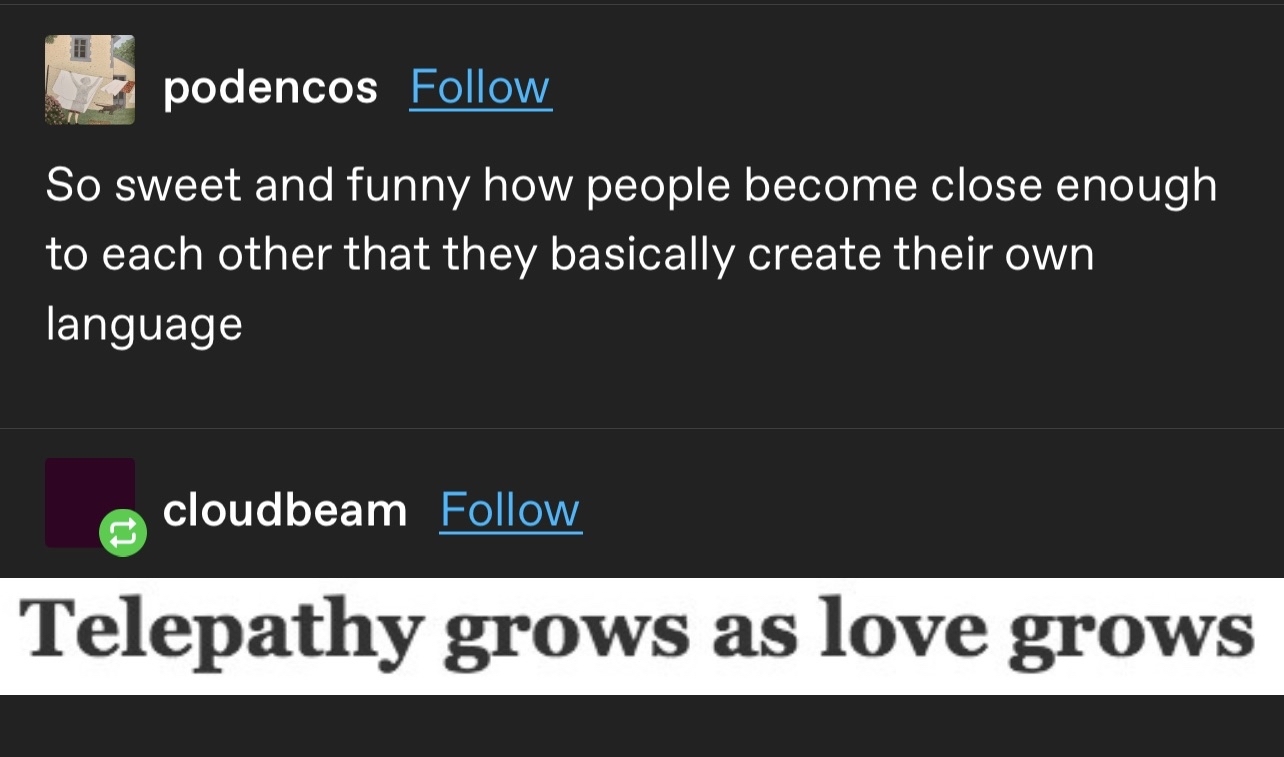 podencos Follow
So sweet and funny how people become close enough
to each other that they basically create their own
language
cloudbeam Follow
Telepathy grows as love grows